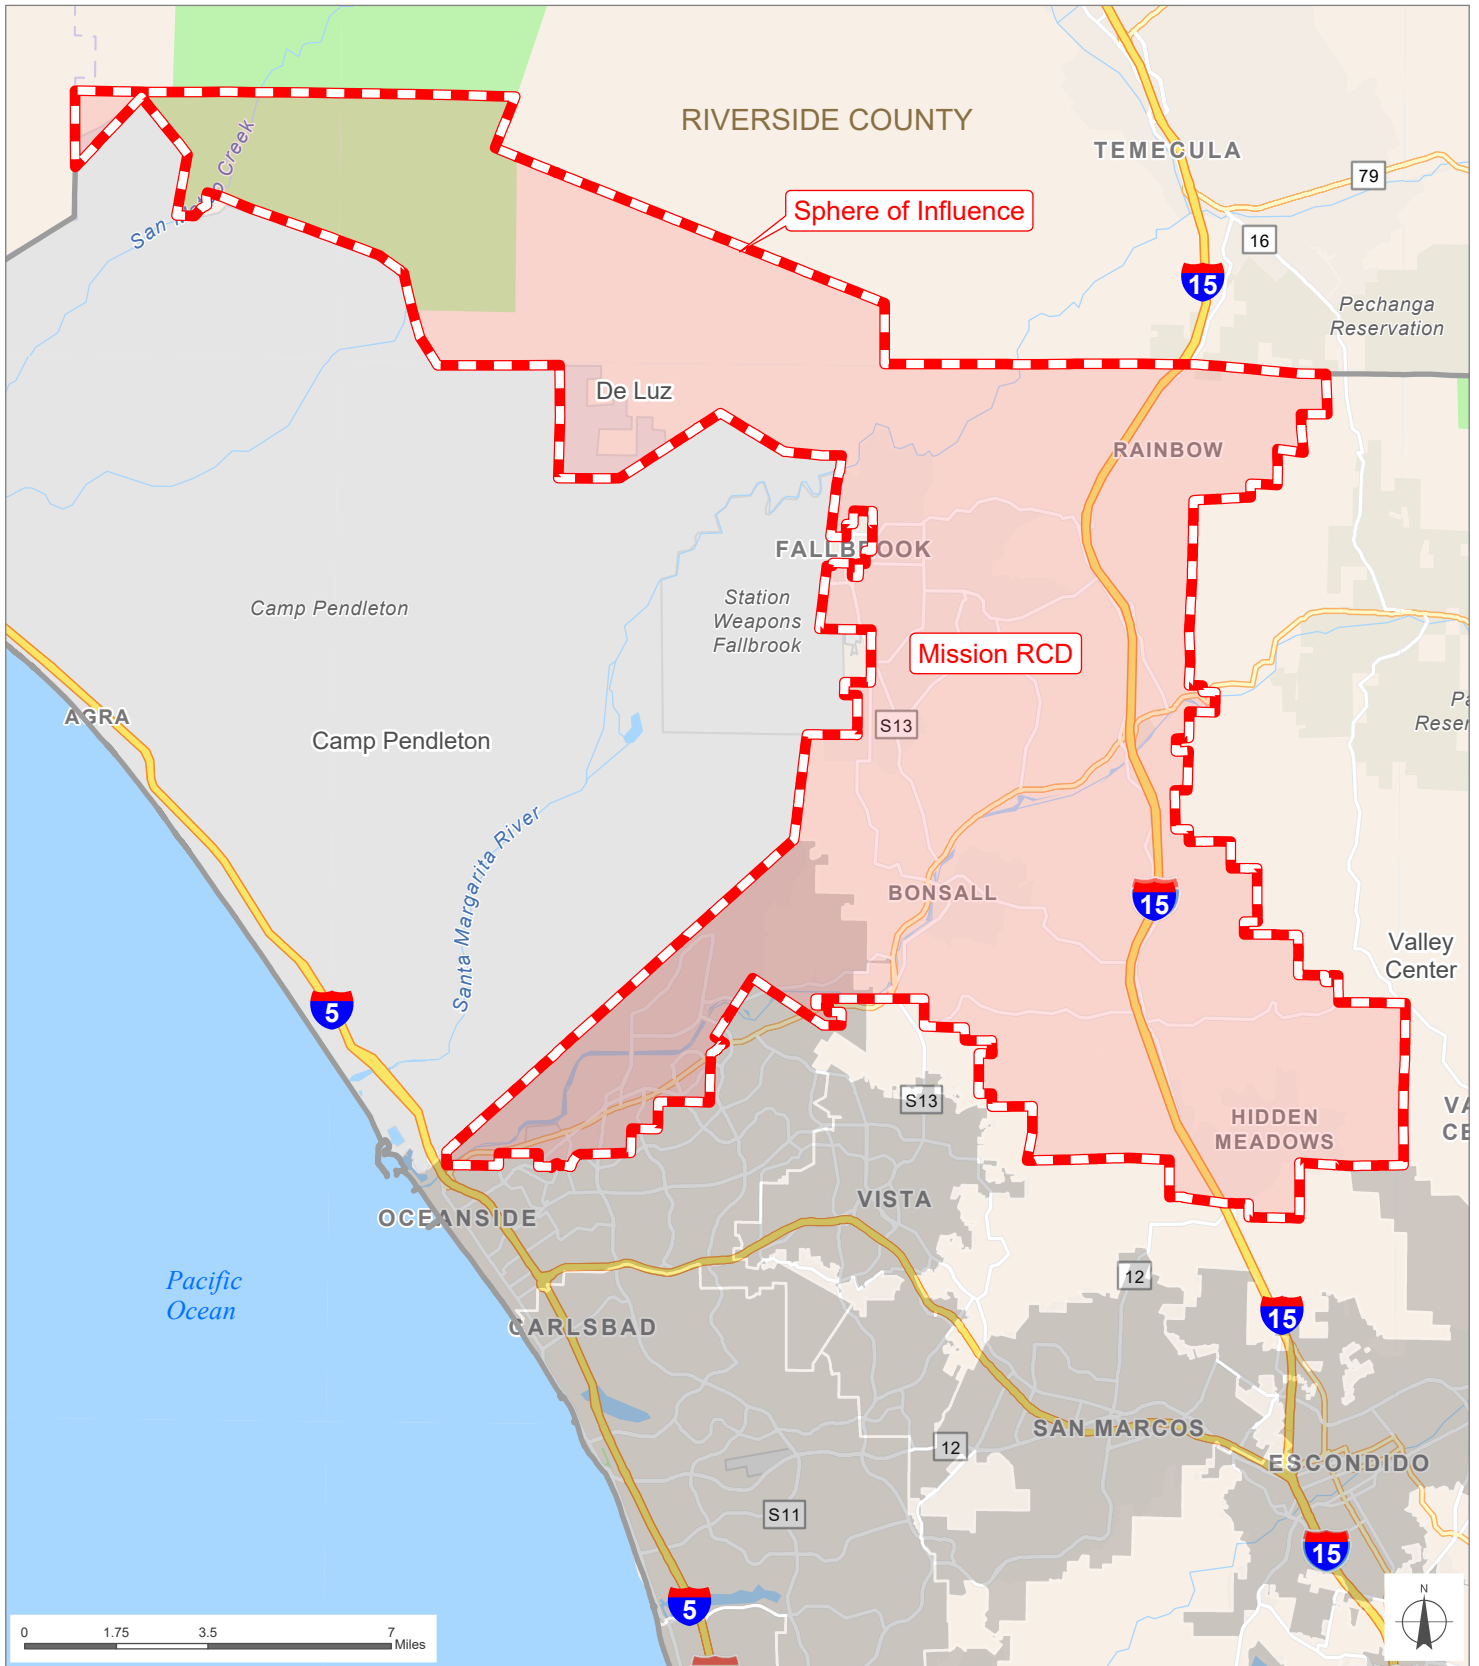 RIVERSIDE COUNTY
TEMECULA
79
Sphere of Influence
16
15
Pechanga
Reservation
San Mateo Creek
De Luz
RAINBOW
FALLBROOK
Camp Pendleton
Station
Weapons
Fallbrook
Mission RCD
AGRA
Camp Pendleton
S13
Santa Margarita River
BONSALL
15
Valley
Center
5
S13
HIDDEN
MEADOWS
VISTA
OCEANSIDE
Pacific
Ocean
12
15
CARLSBAD
SAN MARCOS
12
ESCONDIDO
S11
15
5
N
0 1.75 3.5 7
Miles